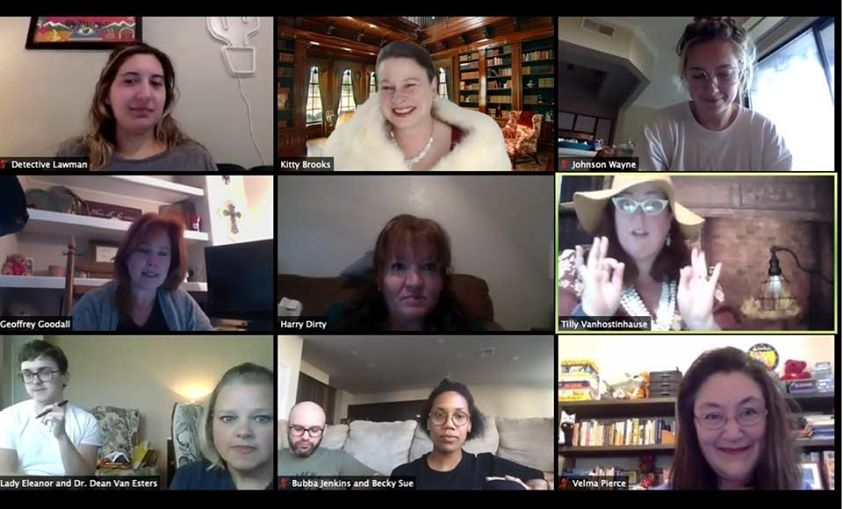 Detective Lawman
Kitty Brooks
Johnson Wayne
Geoffrey Goodall
Harry Dirty
Tilly Vanhostinhause
Lady Eleanor and Dr. Dean Van Esters
Bubba Jenkins and Becky Sue
Velma Pierce